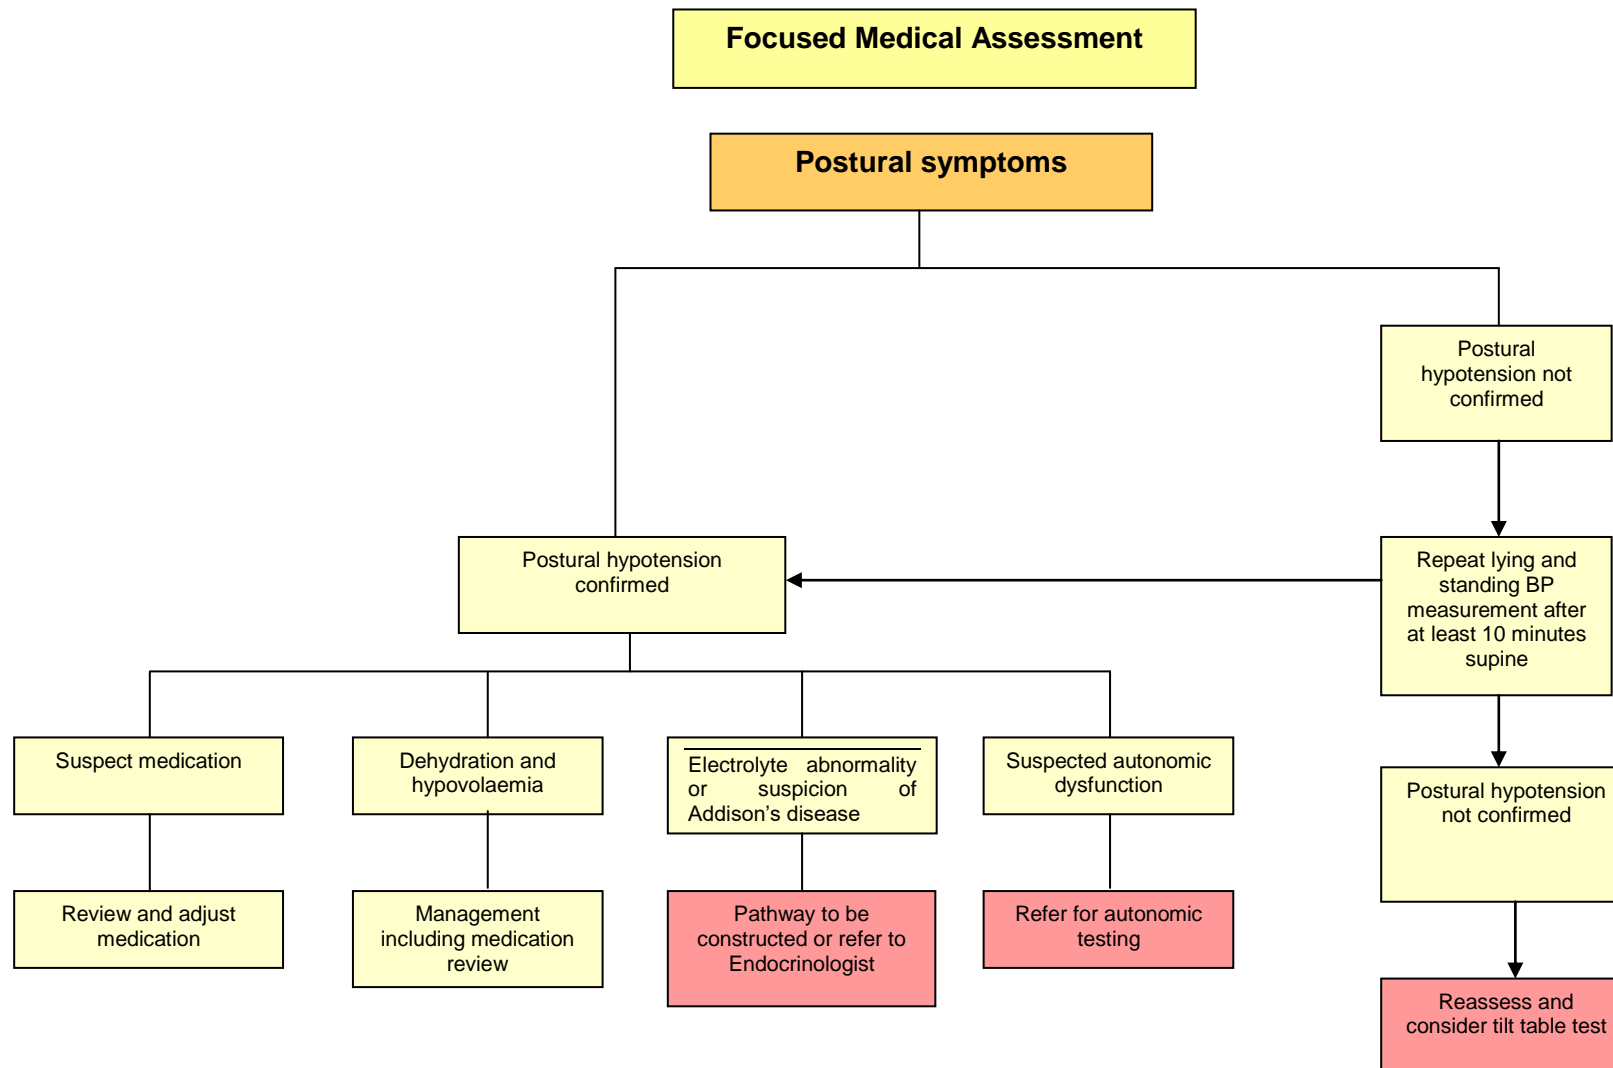 Focused Medical Assessment
Postural symptoms
Postural
hypotension not
confirmed
Postural hypotension
confirmed
Repeat lying and
standing BP
measurement after
at least 10 minutes
supine
Suspect medication
Dehydration and
hypovolaemia
Electrolyte abnormality
or suspicion of
Addison's disease
Suspected autonomic
dysfunction
Postural hypotension
not confirmed
Review and adjust
medication
Management
including medication
review
Pathway to be
constructed or refer to
Endocrinologist
Refer for autonomic
testing
Reassess and
consider tilt table test